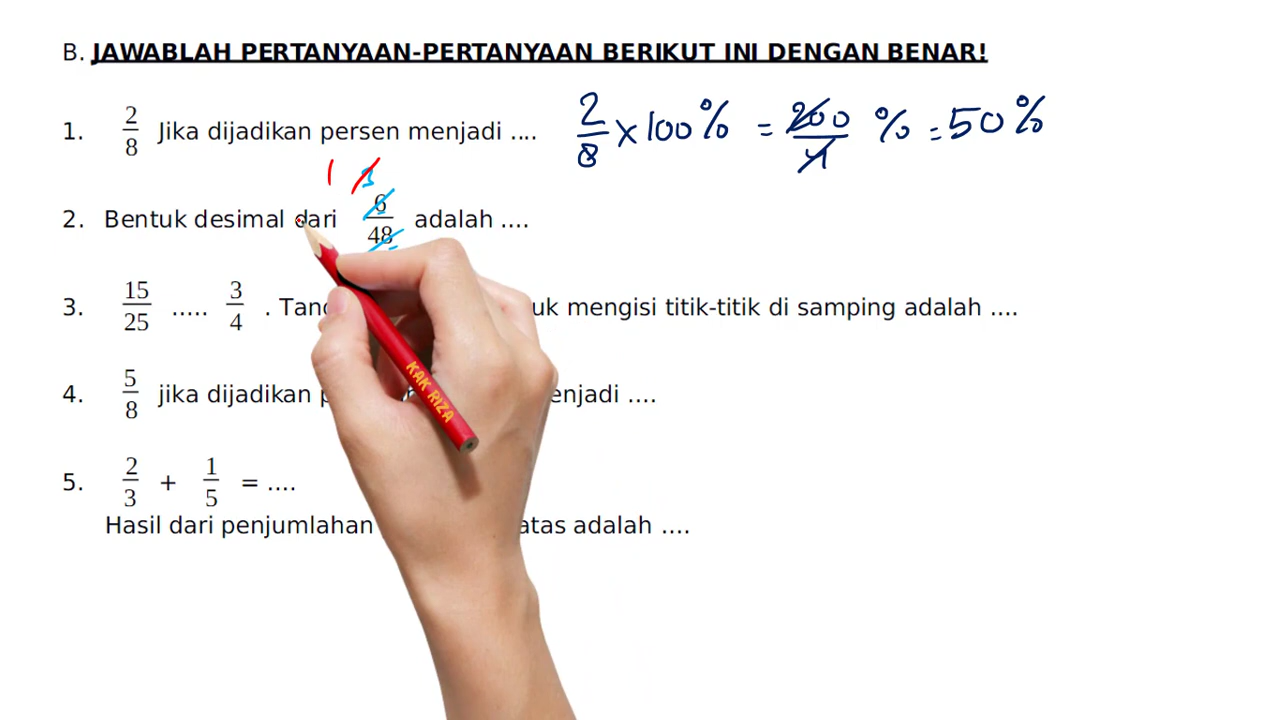 B. JAWABLAH PERTANYAAN-PERTANYAAN BERIKUT INI DENGAN BENAR!
1. 2/8 Jika dijadikan persen menjadi .... 2/8 x 100% = 200/4 % = 50%
1 3
2. Bentuk desimal dari 6/48 adalah ....
3. 15/25 ..... 3/4 . Tan uk mengisi titik-titik di samping adalah ....
4. 5/8 jika dijadikan p enjadi ....
5. 2/3 + 1/5 = ....
Hasil dari penjumlahan atas adalah ....
KAK RIZA